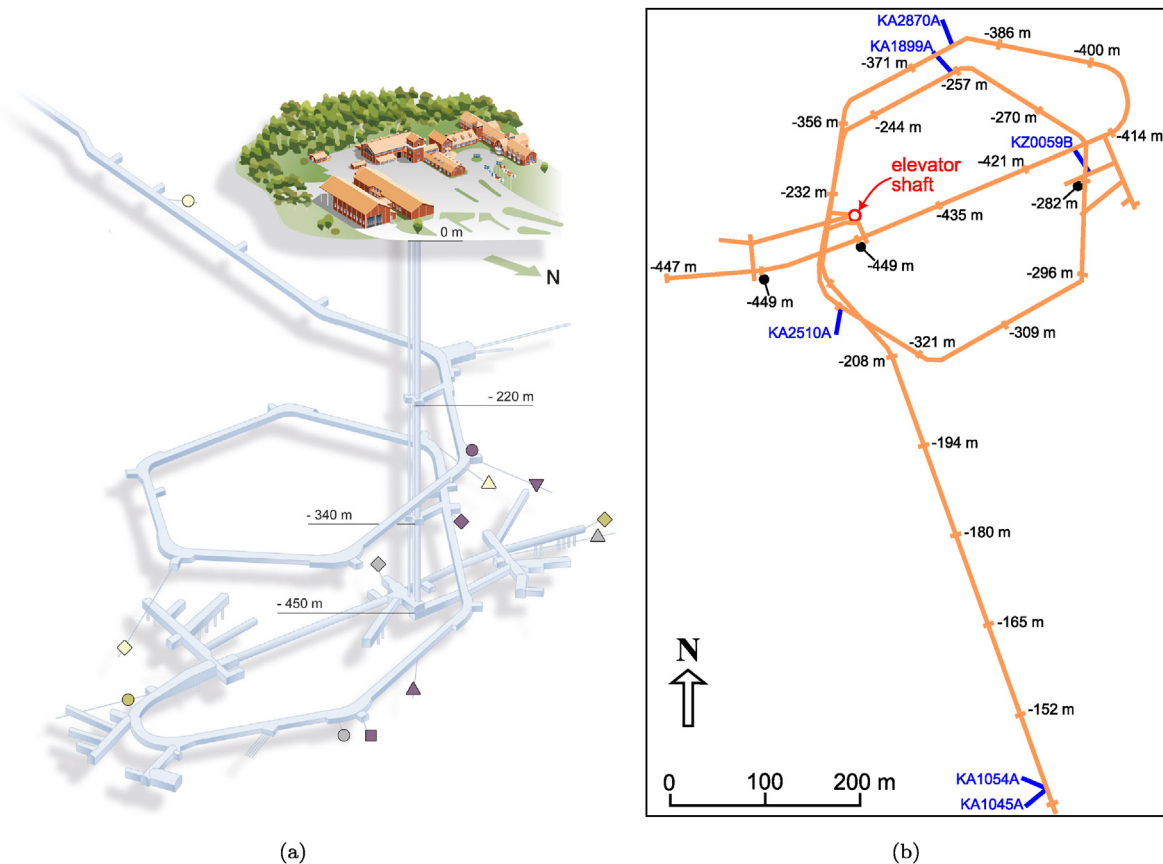 0 m
N
- 220 m
- 340 m
- 450 m
(a)
KA2870A
-386 m
KA1899A
-400 m
-371 m
-257 m
-356 m
-244 m
-270 m
-414 m
KZ0059B
elevator
shaft
-421 m
-232 m
-282 m
-435 m
-447 m
-449 m
-449 m
-296 m
KA2510A
-321 m
-309 m
-208 m
-194 m
-180 m
-165 m
N
-152 m
KA1054A
KA1045A
0 100 200 m
(b)